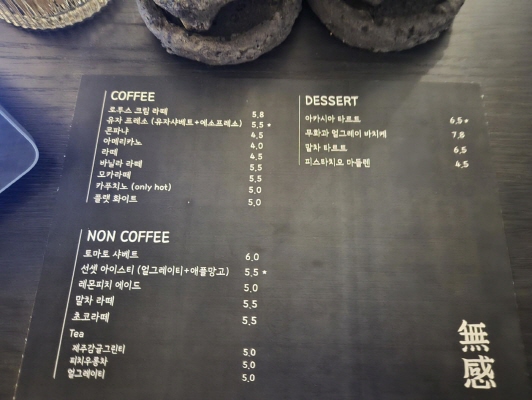 COFFEE
로투스 크림 라떼 5.8
유자 프레소 (유자샤베트+에소프레소) 5.5 *
콘파나 4.5
아메리카노 4.0
라떼 4.5
바닐라 라떼 5.5
모카라떼 5.5
카푸치노 (only hot) 5.0
플랫 화이트 5.0
NON COFFEE
토마토 샤베트 6.0
선셋 아이스티 (얼그레이티+애플망고) 5.5 *
레몬피치 에이드 5.0
말차 라떼 5.5
초코라떼 5.5
Tea
제주감귤그린티 5.0
피치우롱차 5.0
얼그레이티 5.0
DESSERT
아카시아 타르트 6.5 *
무화과 얼그레이 바치케 7.8
말차 타르트 6.5
피스타치오 마들렌 4.5
無感